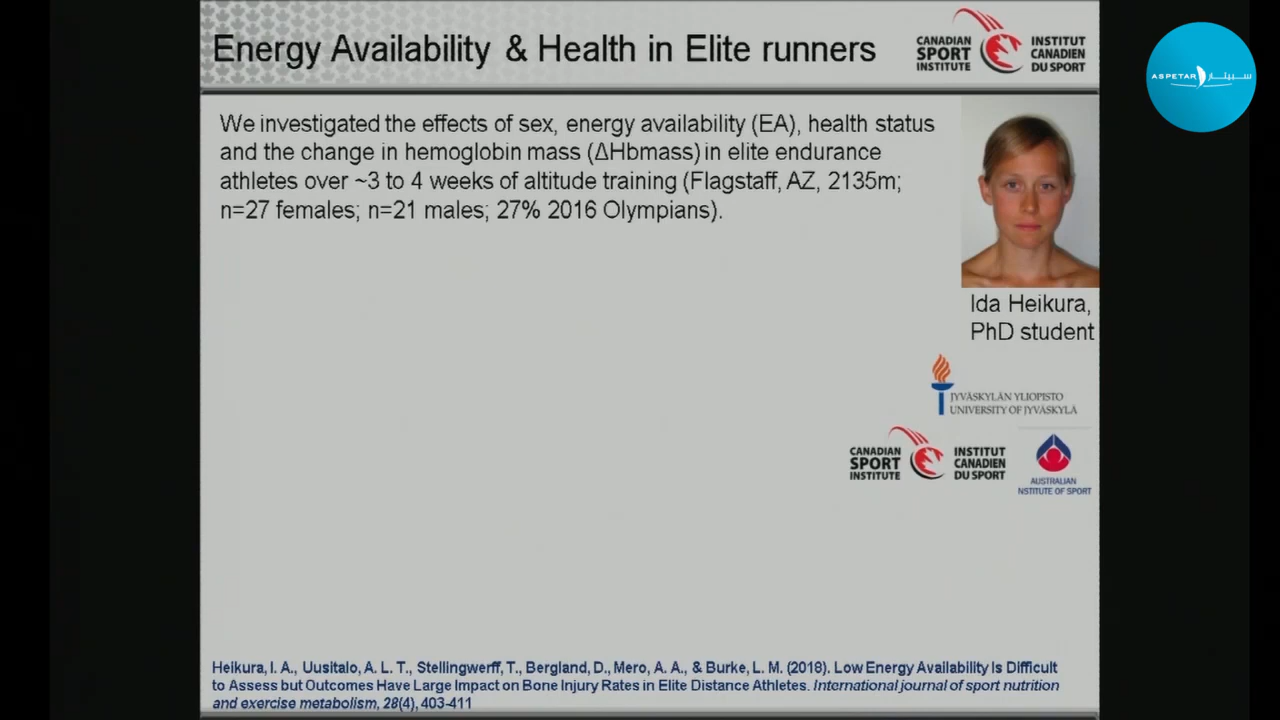 Energy Availability & Health in Elite runners
CANADIAN SPORT INSTITUTE
INSTITUT CANADIEN DU SPORT
ASPETAR سبيتار
We investigated the effects of sex, energy availability (EA), health status
and the change in hemoglobin mass (ΔHbmass) in elite endurance
athletes over ~3 to 4 weeks of altitude training (Flagstaff, AZ, 2135m;
n=27 females; n=21 males; 27% 2016 Olympians).
Ida Heikura,
PhD student
JYVÄSKYLÄN YLIOPISTO
UNIVERSITY OF JYVÄSKYLÄ
CANADIAN SPORT INSTITUTE
INSTITUT CANADIEN DU SPORT
AUSTRALIAN
NSTITUTE OF SPORT
Heikura, I. A., Uusitalo, A. L. T., Stellingwerff, T., Bergland, D., Mero, A. A., & Burke, L. M. (2018). Low Energy Availability Is Difficult
to Assess but Outcomes Have Large Impact on Bone Injury Rates in Elite Distance Athletes. International journal of sport nutrition
and exercise metabolism, 28(4), 403-411